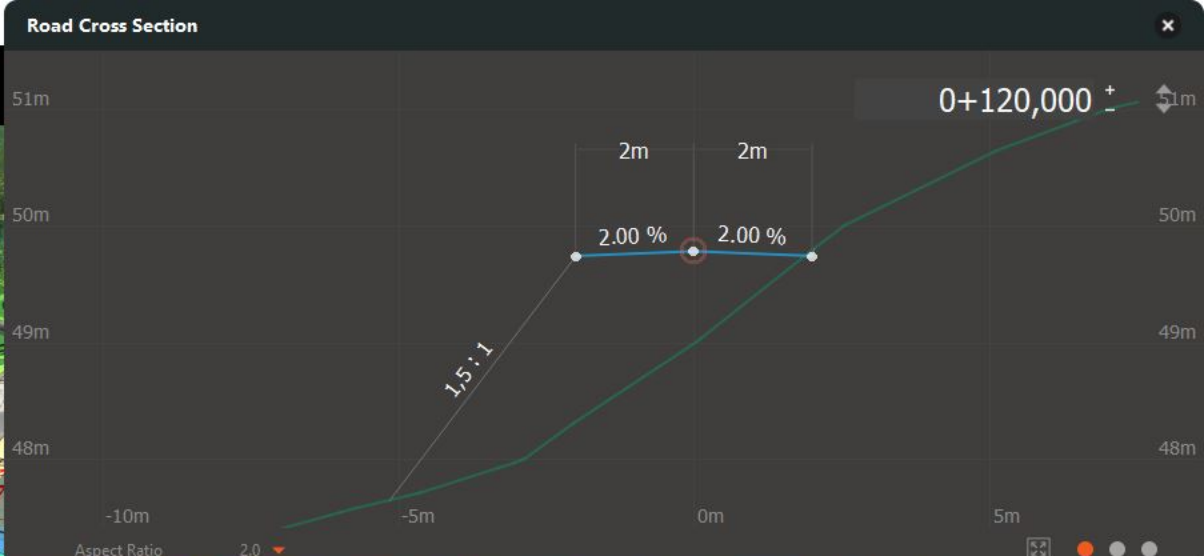 Road Cross Section
51m
0+120,000 + −
51m
2m
2m
50m
2.00 %
2.00 %
50m
49m
1,5 : 1
49m
48m
48m
-10m
-5m
0m
5m
Aspect Ratio
2.0